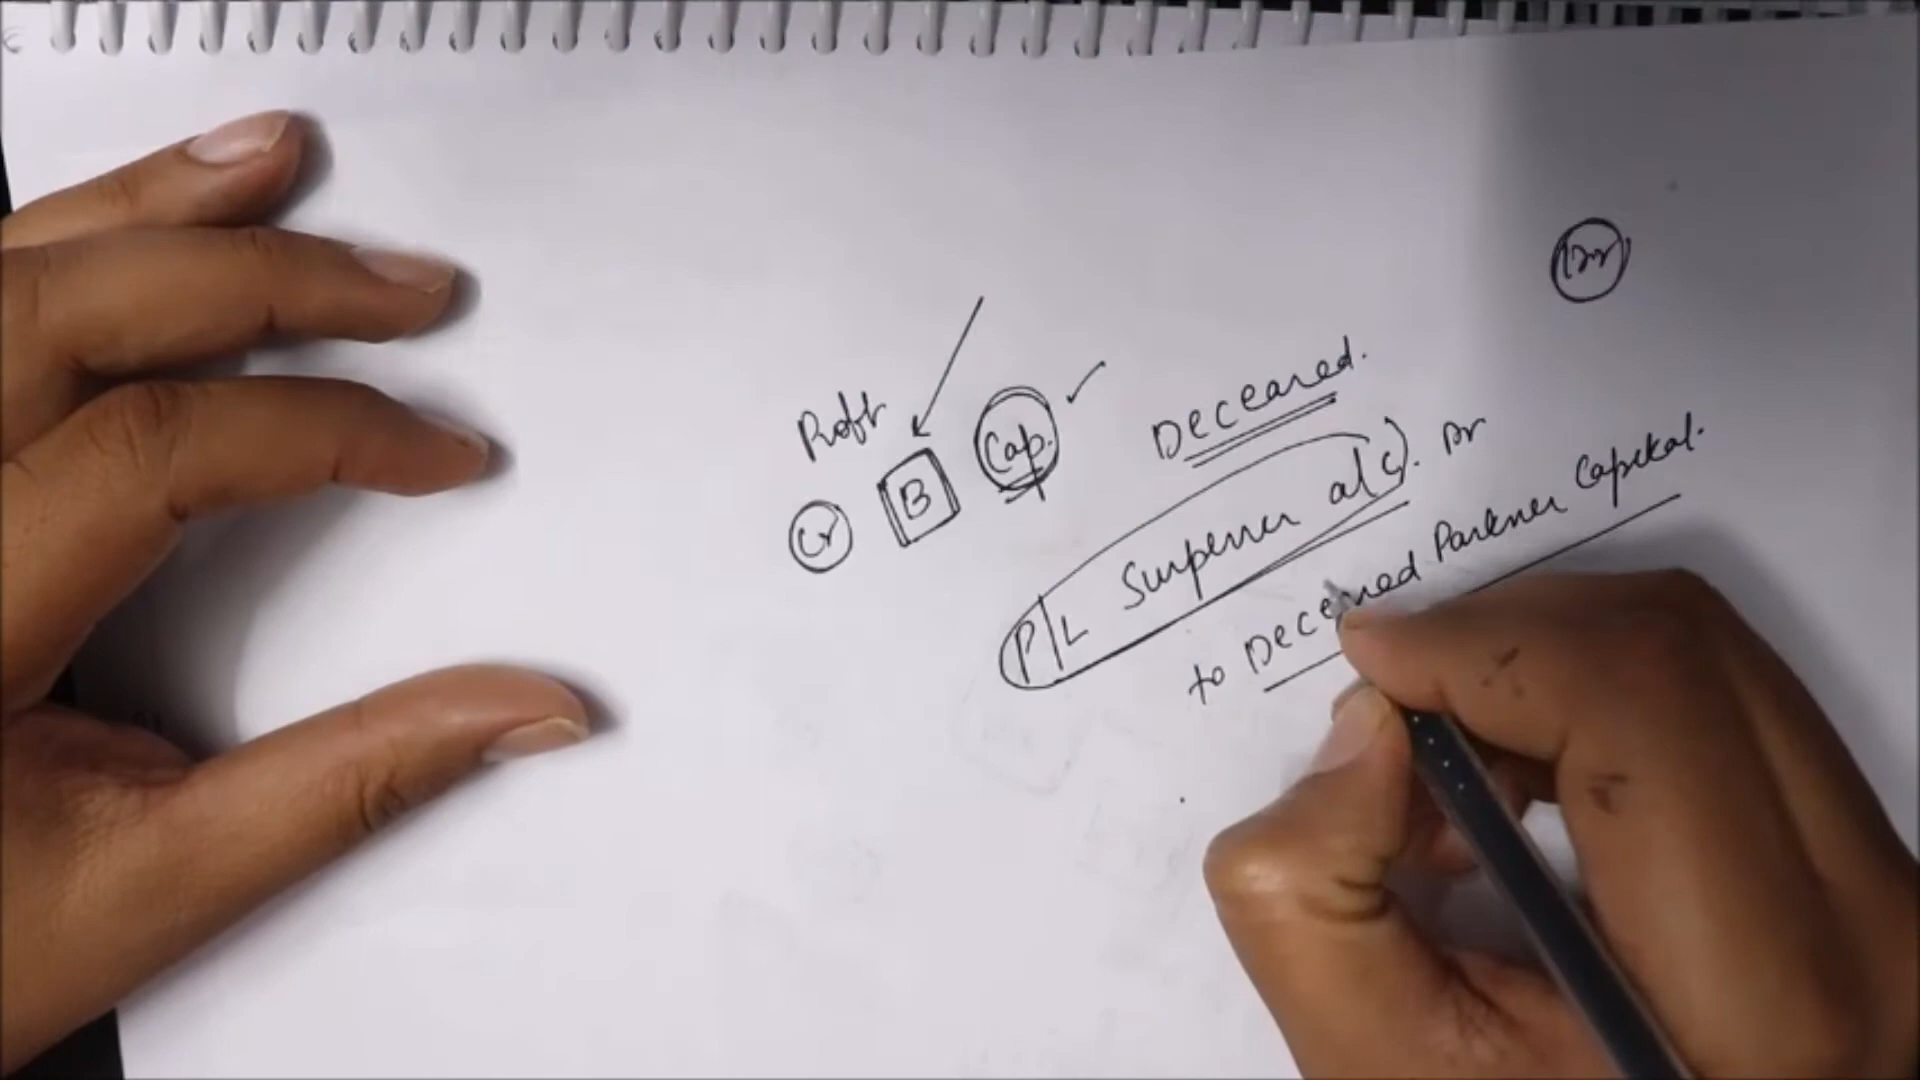 Dr
Deceased.
Profit
Cr B Cap.
P/L Suspense a/c. Dr
to Deceased Partner Capital.